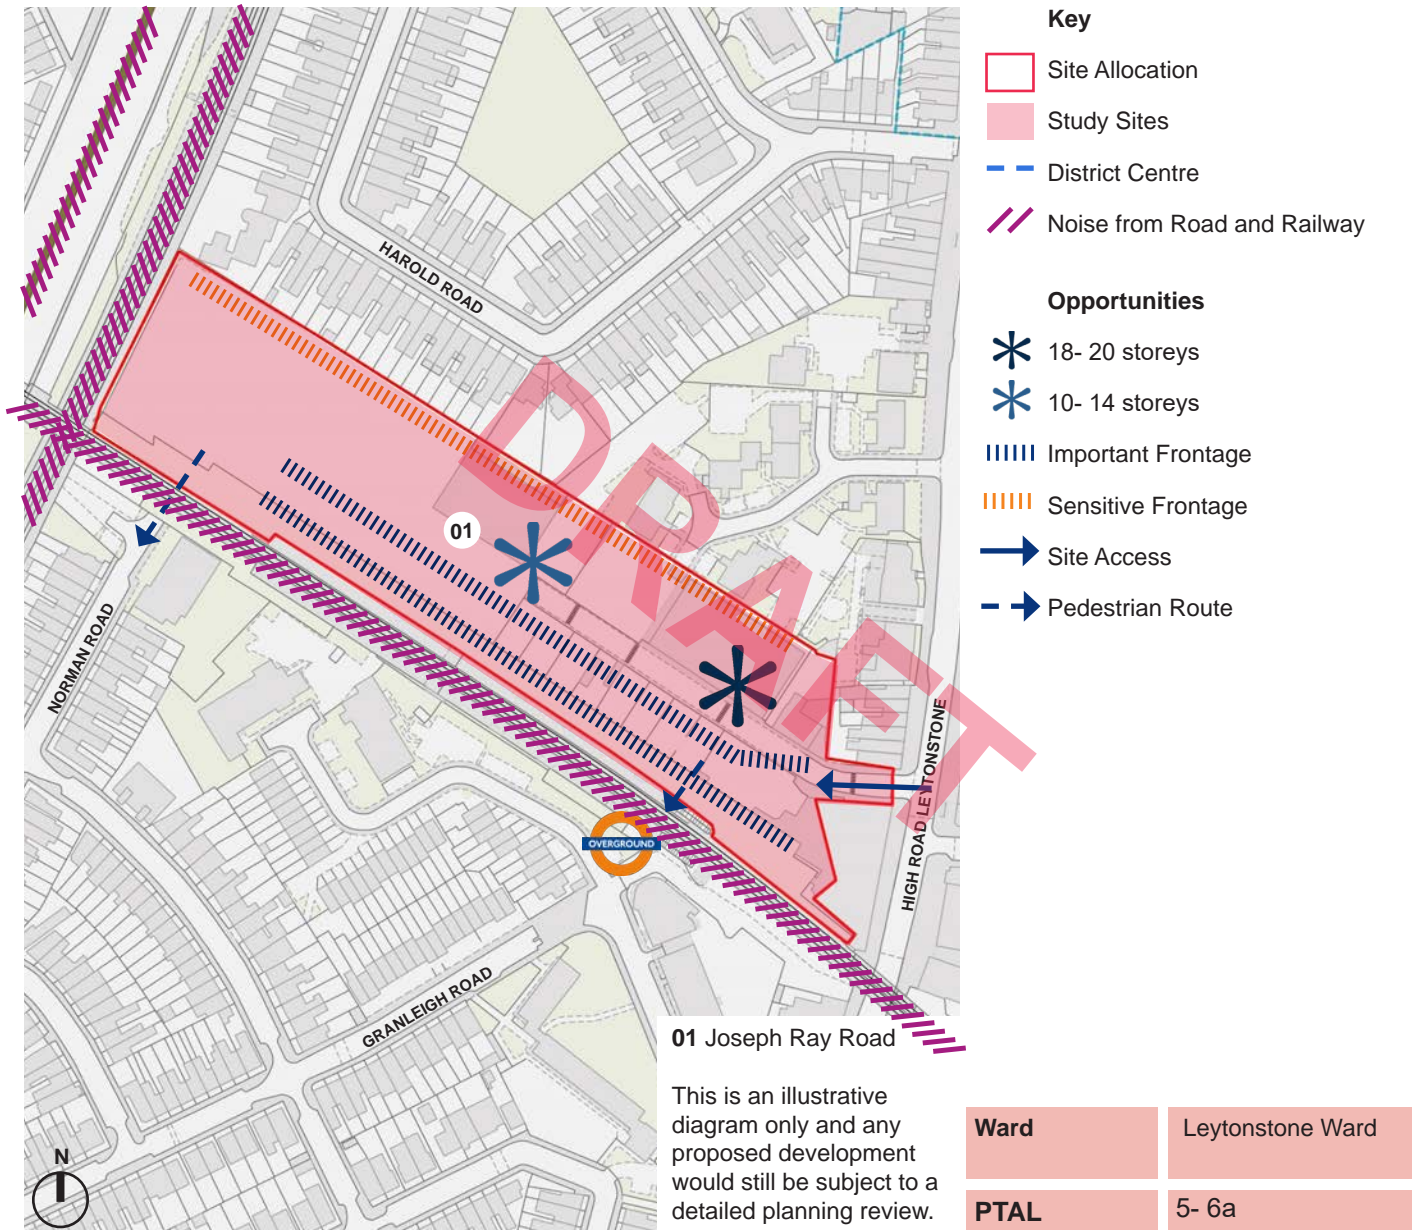 Key
Site Allocation
Study Sites
District Centre
Noise from Road and Railway
Opportunities
18- 20 storeys
10- 14 storeys
Important Frontage
Sensitive Frontage
Site Access
Pedestrian Route
HAROLD ROAD
01
DRAFT
NORMAN ROAD
HIGH ROAD LEYTONSTONE
OVERGROUND
GRANLEIGH ROAD
N
01 Joseph Ray Road
This is an illustrative
diagram only and any
proposed development
would still be subject to a
detailed planning review.
Ward
Leytonstone Ward
PTAL
5- 6a